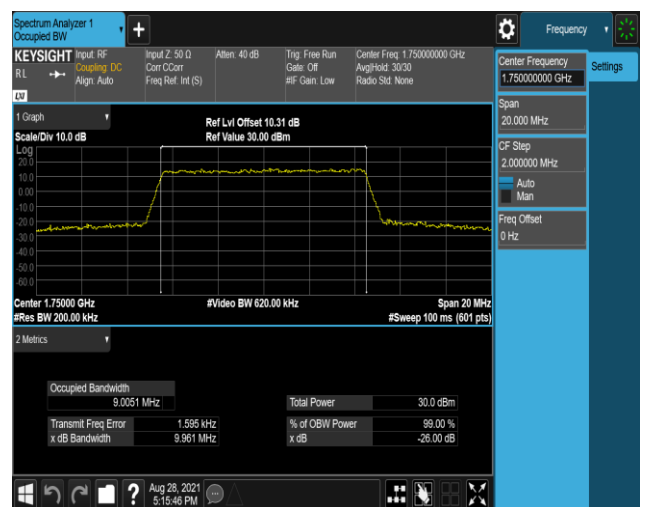 Spectrum Analyzer 1
Occupied BW
+
Frequency
KEYSIGHT
RL
LXI
Input: RF
Coupling: DC
Align: Auto
Input Z: 50 Ω
Corr CCorr
Freq Ref: Int (S)
Atten: 40 dB
Trig: Free Run
Gate: Off
#IF Gain: Low
Center Freq: 1.750000000 GHz
Avg|Hold: 30/30
Radio Std: None
Center Frequency
1.750000000 GHz
Settings
Span
20.000 MHz
CF Step
2.000000 MHz
Auto
Man
Freq Offset
0 Hz
1 Graph
Scale/Div 10.0 dB
Ref Lvl Offset 10.31 dB
Ref Value 30.00 dBm
Log
20.0
10.0
0.00
-10.0
-20.0
-30.0
-40.0
-50.0
-60.0
Center 1.75000 GHz
#Res BW 200.00 kHz
#Video BW 620.00 kHz
Span 20 MHz
#Sweep 100 ms (601 pts)
2 Metrics
Occupied Bandwidth
9.0051 MHz
Total Power 30.0 dBm
Transmit Freq Error 1.595 kHz
% of OBW Power 99.00 %
x dB Bandwidth 9.961 MHz
x dB -26.00 dB
?
Aug 28, 2021
5:15:46 PM